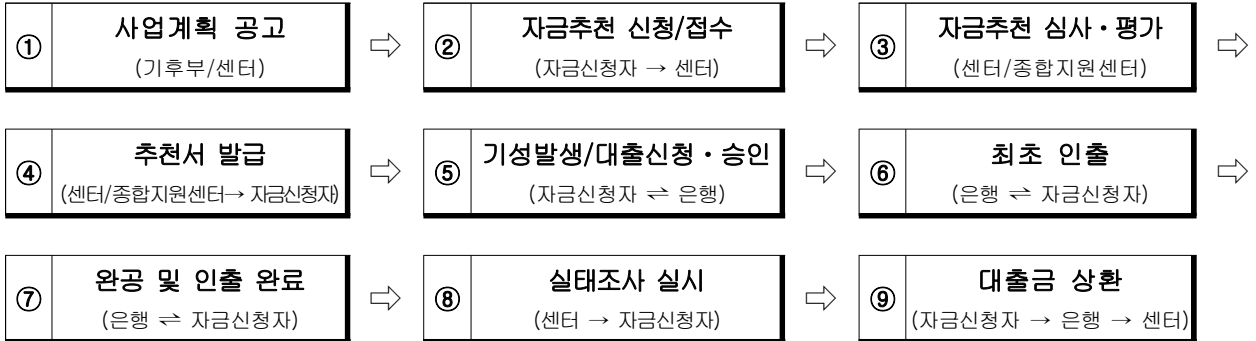 ① 사업계획 공고 ⇨ ② 자금추천 신청/접수 ⇨ ③ 자금추천 심사・평가 ⇨
(기후부/센터) (자금신청자 → 센터) (센터/종합지원센터)
④ 추천서 발급 ⇨ ⑤ 기성발생/대출신청・승인 ⇨ ⑥ 최초 인출 ⇨
(센터/종합지원센터→ 자금신청자) (자금신청자 ⇌ 은행) (은행 ⇌ 자금신청자)
⑦ 완공 및 인출 완료 ⇨ ⑧ 실태조사 실시 ⇨ ⑨ 대출금 상환
(은행 ⇌ 자금신청자) (센터 → 자금신청자) (자금신청자 → 은행 → 센터)